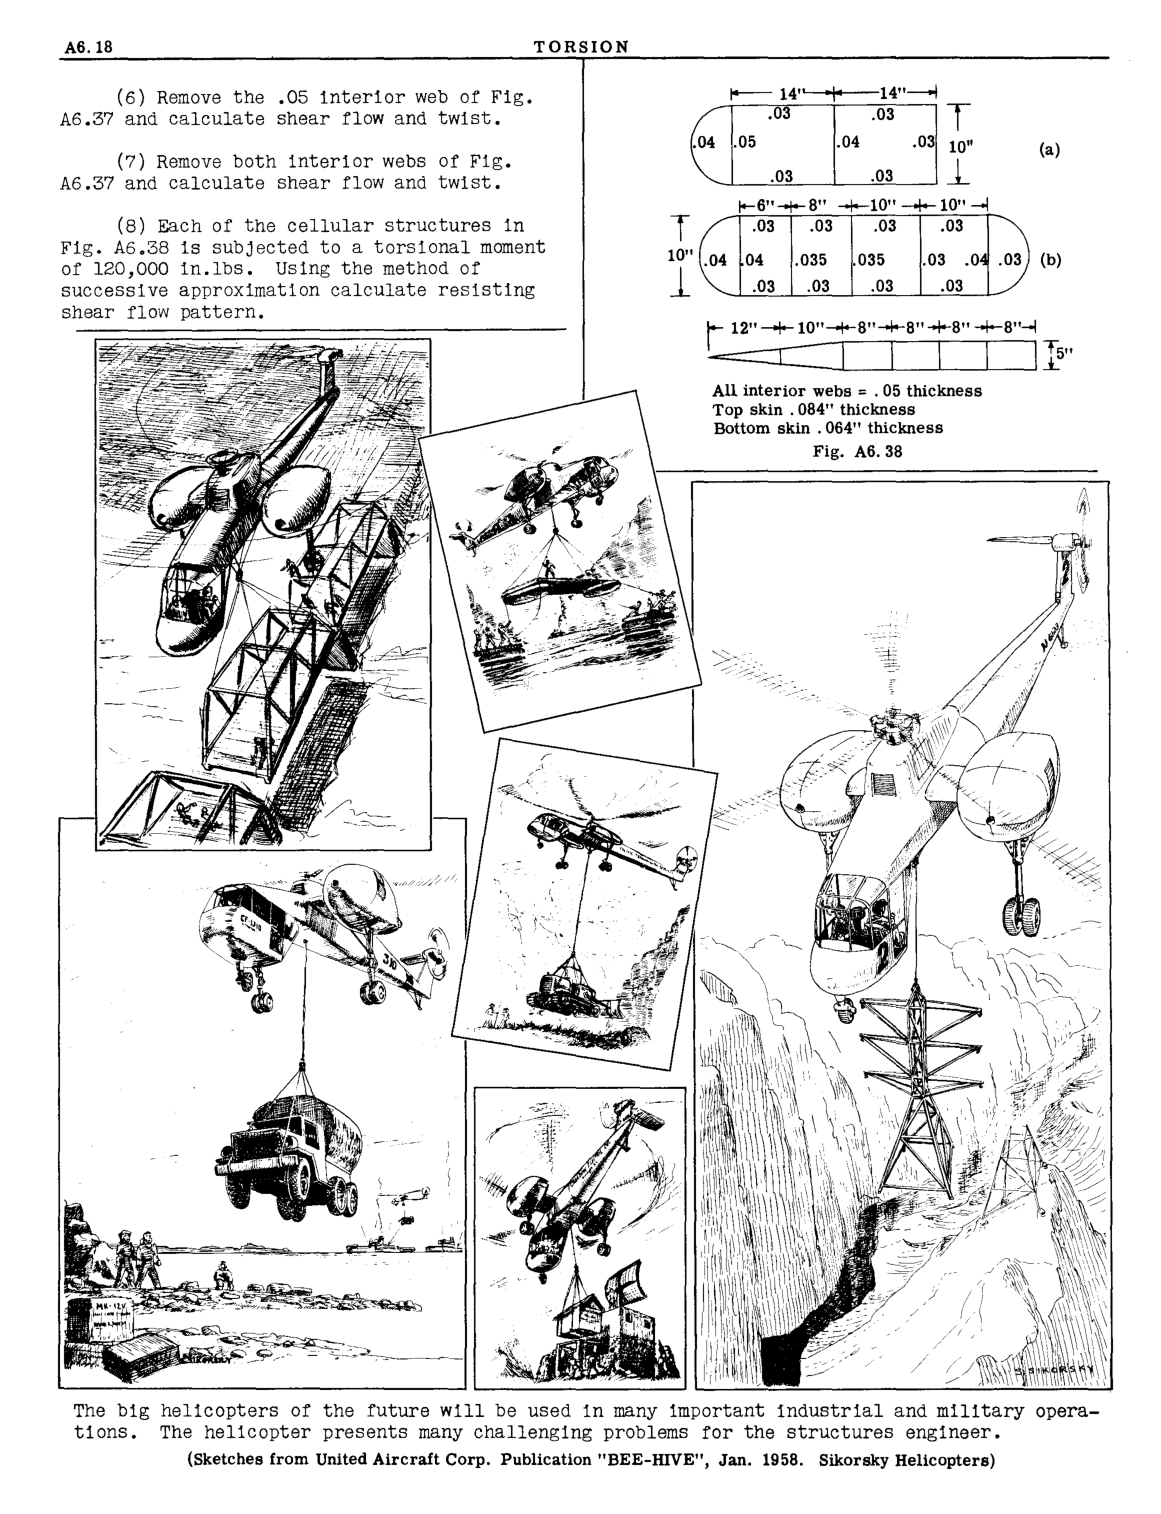 A6.18
TORSION
(6) Remove the .05 interior web of Fig.
A6.37 and calculate shear flow and twist.
(7) Remove both interior webs of Fig.
A6.37 and calculate shear flow and twist.
(8) Each of the cellular structures in
Fig. A6.38 is subjected to a torsional moment
of 120,000 in.lbs. Using the method of
successive approximation calculate resisting
shear flow pattern.
14" 14"
.03 .03
.04 .05 .04 .03 10" (a)
.03 .03
6" 8" 10" 10"
.03 .03 .03 .03
10" .04 .04 .035 .035 .03 .04 .03 (b)
.03 .03 .03 .03
12" 10" 8" 8" 8" 8"
5"
All interior webs = .05 thickness
Top skin .084" thickness
Bottom skin .064" thickness
Fig. A6.38
2
310
MK-12V
SIKORSKY
S SIKORSKY
The big helicopters of the future will be used in many important industrial and military opera-
tions. The helicopter presents many challenging problems for the structures engineer.
(Sketches from United Aircraft Corp. Publication "BEE-HIVE", Jan. 1958. Sikorsky Helicopters)